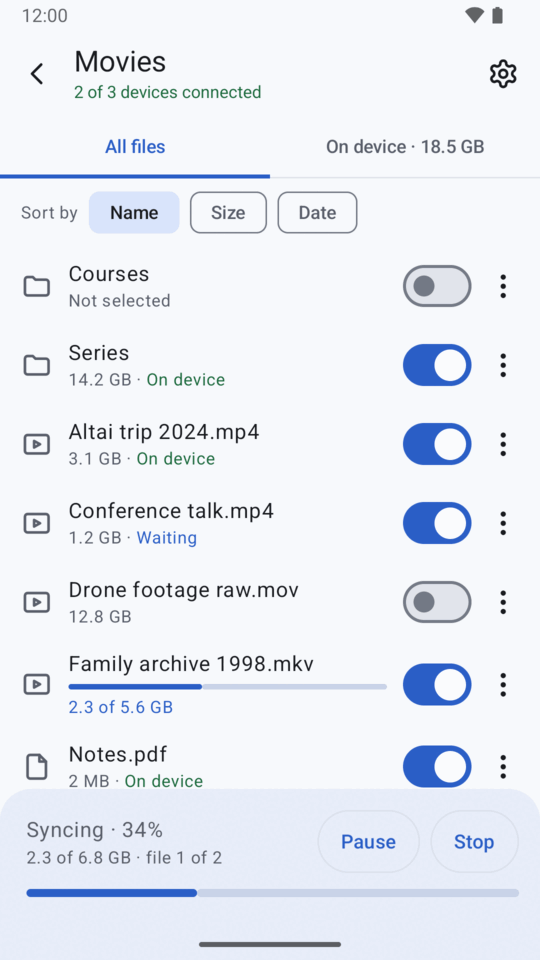 12:00
Movies
2 of 3 devices connected
All files
On device · 18.5 GB
Sort by
Name
Size
Date
Courses
Not selected
Series
14.2 GB · On device
Altai trip 2024.mp4
3.1 GB · On device
Conference talk.mp4
1.2 GB · Waiting
Drone footage raw.mov
12.8 GB
Family archive 1998.mkv
2.3 of 5.6 GB
Notes.pdf
2 MB · On device
Syncing · 34%
2.3 of 6.8 GB · file 1 of 2
Pause
Stop